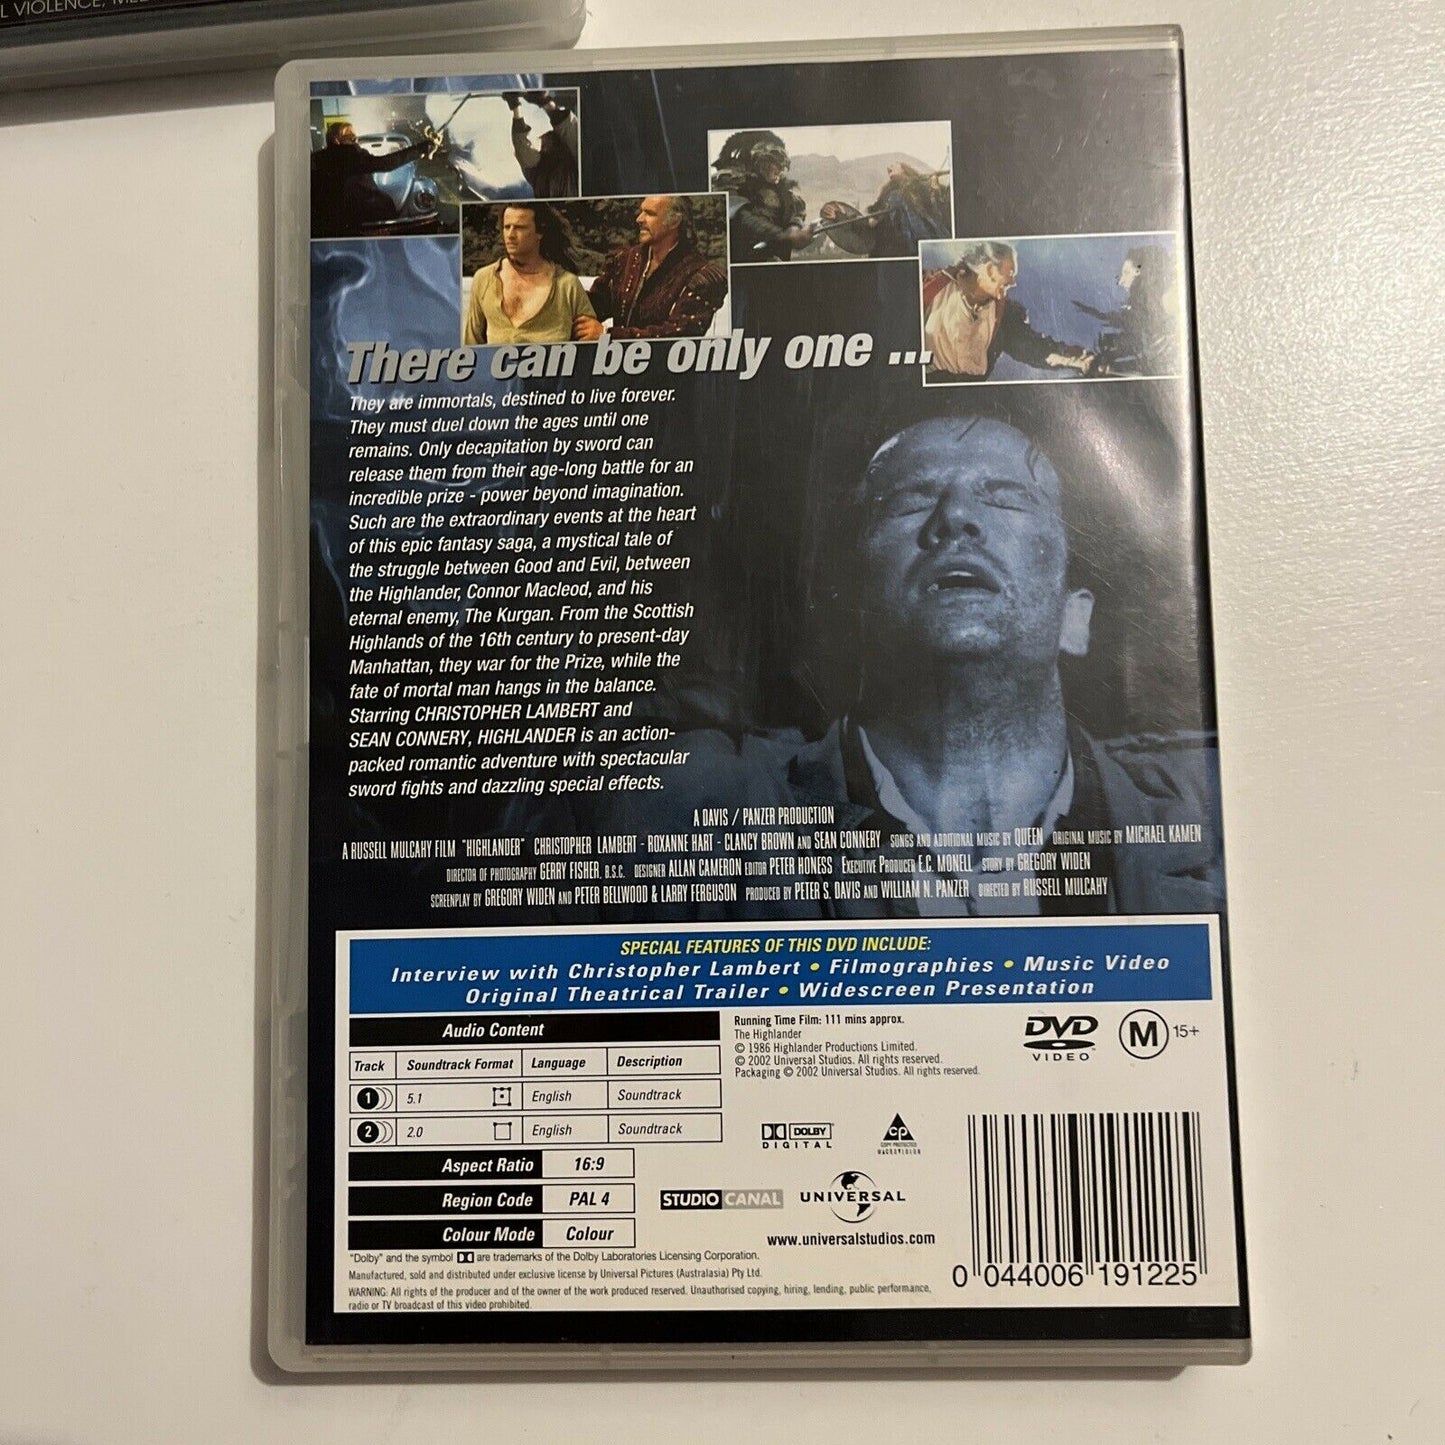 L VIOLENCE, MED
There can be only one ...
They are immortals, destined to live forever.
They must duel down the ages until one
remains. Only decapitation by sword can
release them from their age-long battle for an
incredible prize - power beyond imagination.
Such are the extraordinary events at the heart
of this epic fantasy saga, a mystical tale of
the struggle between Good and Evil, between
the Highlander, Connor Macleod, and his
eternal enemy, The Kurgan. From the Scottish
Highlands of the 16th century to present-day
Manhattan, they war for the Prize, while the
fate of mortal man hangs in the balance.
Starring CHRISTOPHER LAMBERT and
SEAN CONNERY, HIGHLANDER is an action-
packed romantic adventure with spectacular
sword fights and dazzling special effects.
A DAVIS / PANZER PRODUCTION
A RUSSELL MULCAHY FILM "HIGHLANDER" CHRISTOPHER LAMBERT - ROXANNE HART - CLANCY BROWN AND SEAN CONNERY SONGS AND ADDITIONAL MUSIC BY QUEEN ORIGINAL MUSIC BY MICHAEL KAMEN
DIRECTOR OF PHOTOGRAPHY GERRY FISHER, B.S.C. DESIGNER ALLAN CAMERON EDITOR PETER HONESS EXECUTIVE PRODUCER E.C. MONELL STORY BY GREGORY WIDEN
SCREENPLAY BY GREGORY WIDEN AND PETER BELLWOOD & LARRY FERGUSON PRODUCED BY PETER S. DAVIS AND WILLIAM N. PANZER DIRECTED BY RUSSELL MULCAHY
SPECIAL FEATURES OF THIS DVD INCLUDE:
Interview with Christopher Lambert • Filmographies • Music Video
Original Theatrical Trailer • Widescreen Presentation
Audio Content
Track Soundtrack Format Language Description
1 5.1 English Soundtrack
2 2.0 English Soundtrack
Aspect Ratio 16:9
Region Code PAL 4
Colour Mode Colour
Running Time Film: 111 mins approx.
The Highlander
© 1986 Highlander Productions Limited.
© 2002 Universal Studios. All rights reserved.
Packaging © 2002 Universal Studios. All rights reserved.
DVD
VIDEO
M 15+
DOLBY
DIGITAL
CP
COPY PROTECTED
MACROVISION
STUDIO CANAL
UNIVERSAL
www.universalstudios.com
0 044006 191225
"Dolby" and the symbol are trademarks of the Dolby Laboratories Licensing Corporation.
Manufactured, sold and distributed under exclusive license by Universal Pictures (Australasia) Pty Ltd.
WARNING: All rights of the producer and of the owner of the work produced reserved. Unauthorised copying, hiring, lending, public performance,
radio or TV broadcast of this video prohibited.